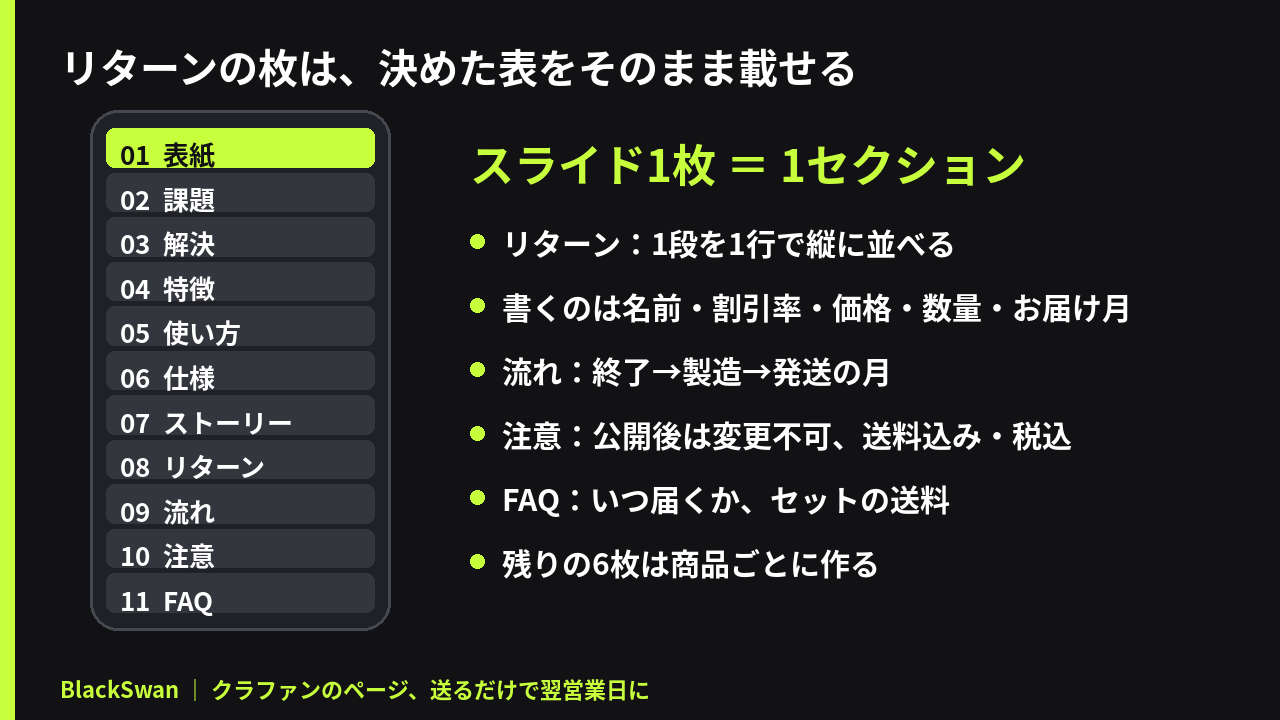 リターンの枚は、決めた表をそのまま載せる
01 表紙
02 課題
03 解決
04 特徴
05 使い方
06 仕様
07 ストーリー
08 リターン
09 流れ
10 注意
11 FAQ
スライド1枚 ＝ 1セクション
リターン：1段を1行で縦に並べる
書くのは名前・割引率・価格・数量・お届け月
流れ：終了→製造→発送の月
注意：公開後は変更不可、送料込み・税込
FAQ：いつ届くか、セットの送料
残りの6枚は商品ごとに作る
BlackSwan｜クラファンのページ、送るだけで翌営業日に